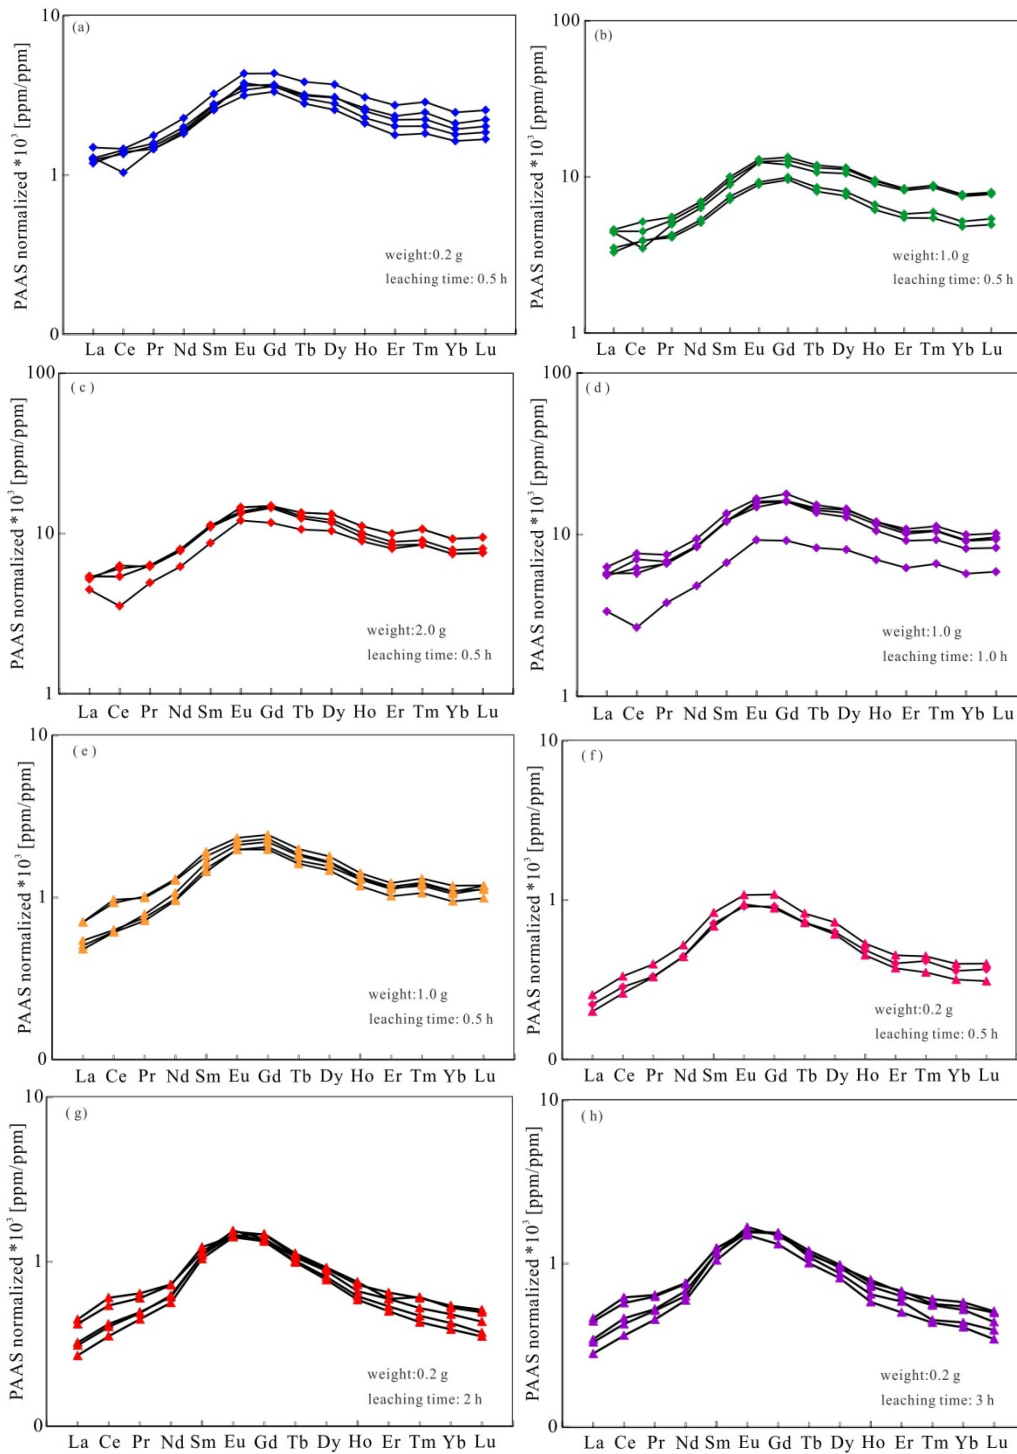 (a)
PAAS normalized *10³ [ppm/ppm]
10
1
0
weight:0.2 g
leaching time: 0.5 h
La Ce Pr Nd Sm Eu Gd Tb Dy Ho Er Tm Yb Lu
(b)
PAAS normalized *10³ [ppm/ppm]
100
10
1
weight:1.0 g
leaching time: 0.5 h
La Ce Pr Nd Sm Eu Gd Tb Dy Ho Er Tm Yb Lu
( c )
PAAS normalized *10³ [ppm/ppm]
100
10
1
weight:2.0 g
leaching time: 0.5 h
La Ce Pr Nd Sm Eu Gd Tb Dy Ho Er Tm Yb Lu
( d )
PAAS normalized *10³ [ppm/ppm]
100
10
1
weight:1.0 g
leaching time: 1.0 h
La Ce Pr Nd Sm Eu Gd Tb Dy Ho Er Tm Yb Lu
( e )
PAAS normalized *10³ [ppm/ppm]
10
1
0
weight:1.0 g
leaching time: 0.5 h
La Ce Pr Nd Sm Eu Gd Tb Dy Ho Er Tm Yb Lu
( f )
PAAS normalized *10³ [ppm/ppm]
10
1
0
weight:0.2 g
leaching time: 0.5 h
La Ce Pr Nd Sm Eu Gd Tb Dy Ho Er Tm Yb Lu
( g)
PAAS normalized *10³ [ppm/ppm]
10
1
0
weight:0.2 g
leaching time: 2 h
La Ce Pr Nd Sm Eu Gd Tb Dy Ho Er Tm Yb Lu
( h)
PAAS normalized *10³ [ppm/ppm]
10
1
0
weight:0.2 g
leaching time: 3 h
La Ce Pr Nd Sm Eu Gd Tb Dy Ho Er Tm Yb Lu